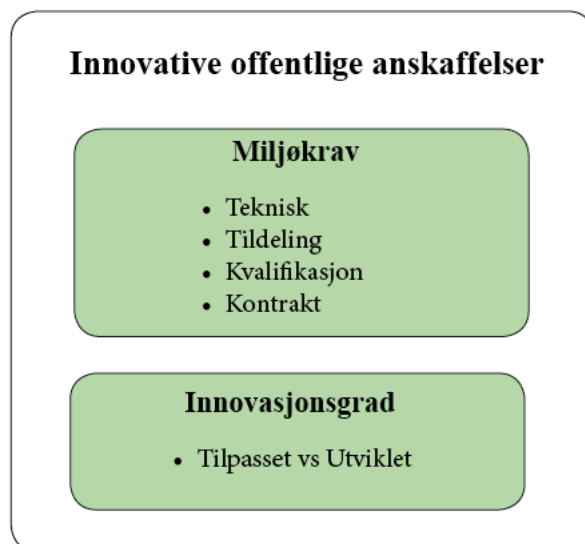 Innovative offentlige anskaffelser
Miljøkrav
• Teknisk
• Tildeling
• Kvalifikasjon
• Kontrakt
Innovasjonsgrad
• Tilpasset vs Utviklet